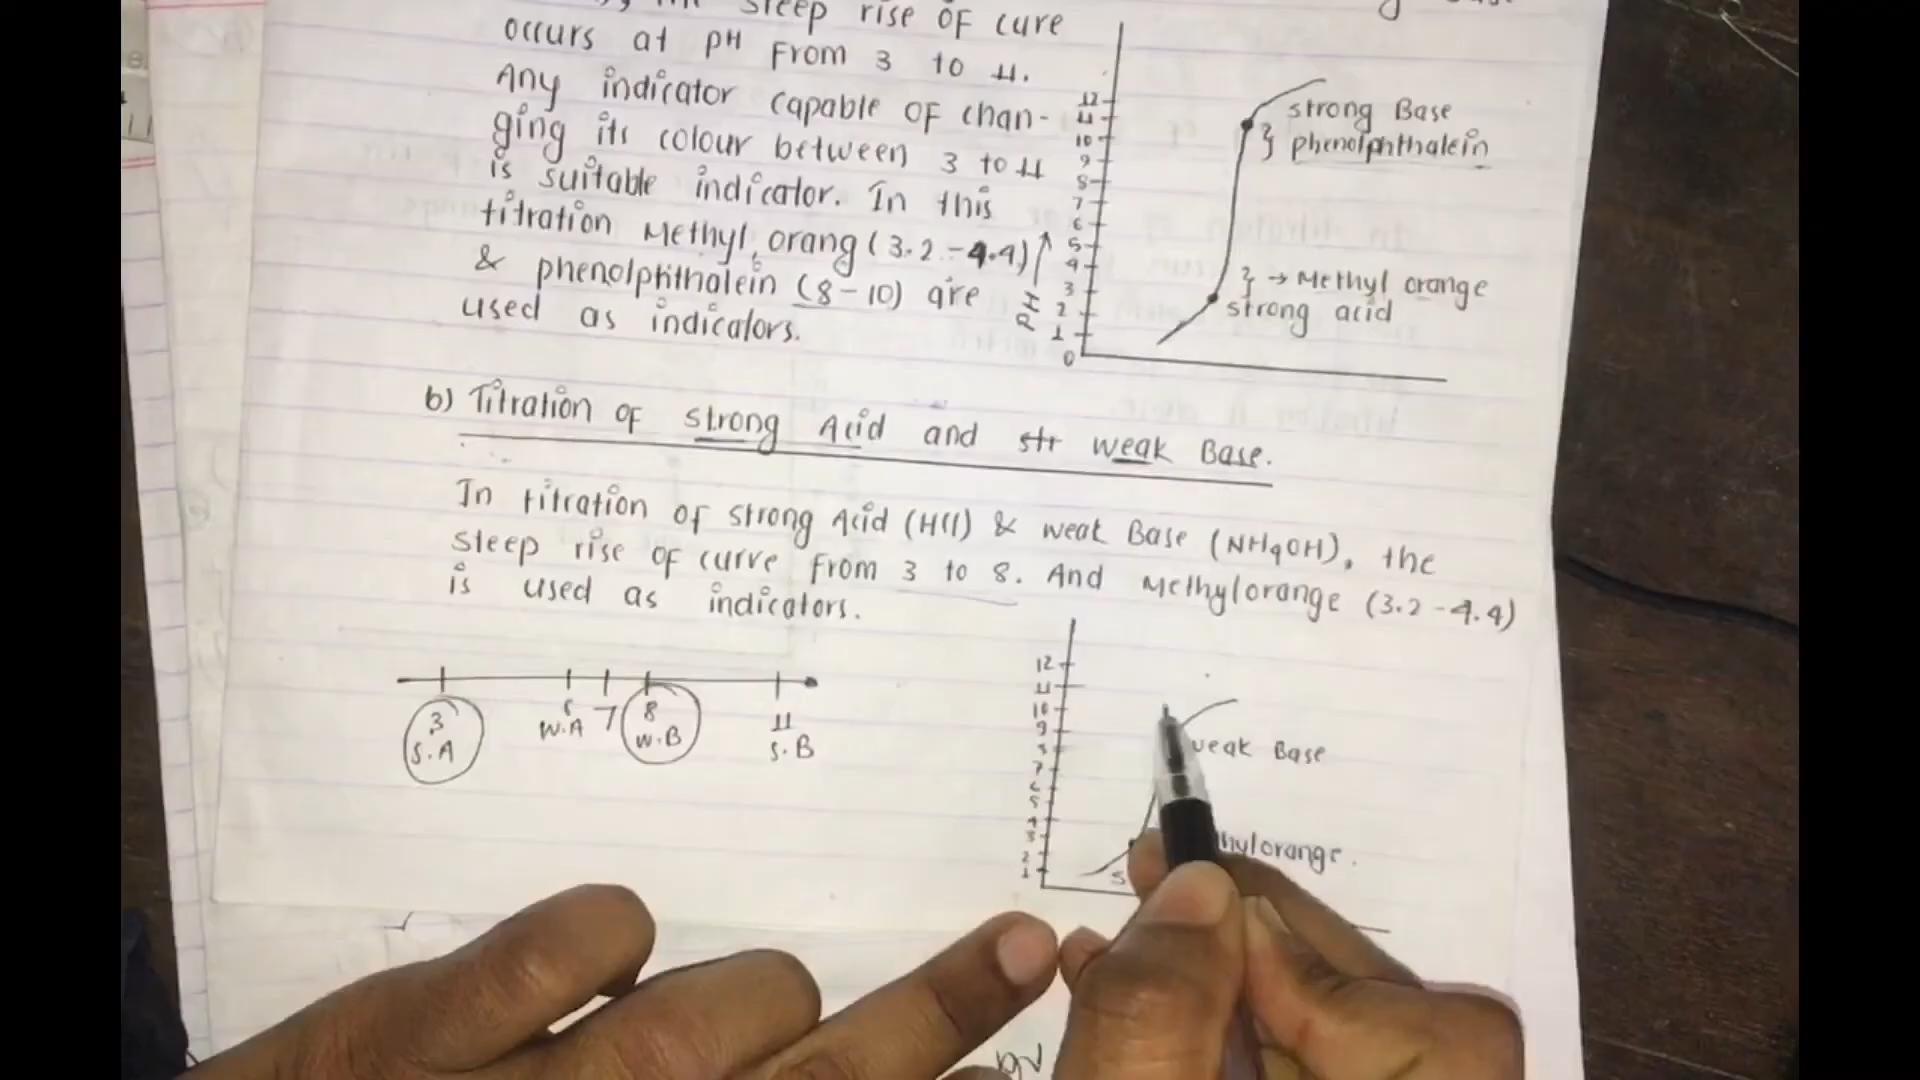 steep rise of cure
occurs at pH from 3 to 11.
Any indicator capable of chan-
ging its colour between 3 to 11
is suitable indicator. In this
titration Methyl orang (3.2-4.4)
& phenolphthalein (8-10) are
used as indicators.
12
11
10
9
8
7
6
5
4
3
2
1
0
PH
strong Base
phenolphthalein
→ Methyl orange
strong acid
b) Titration of strong Acid and str weak Base.
In titration of strong Acid (HCl) & weak Base (NH4OH), the
steep rise of curve from 3 to 8. And Methylorange (3.2-4.4)
is used as indicators.
3 7 8 11
S.A W.A W.B S.B
12
11
10
9
8
7
6
5
4
3
2
1
weak Base
hylorange.
S